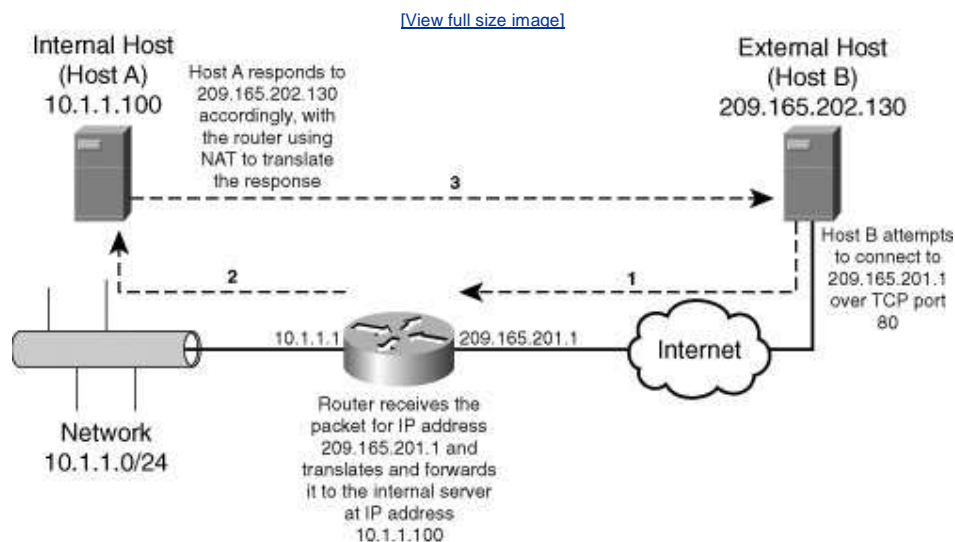 [View full size image]
Internal Host
(Host A)
10.1.1.100
Host A responds to
209.165.202.130
accordingly, with
the router using
NAT to translate
the response
External Host
(Host B)
209.165.202.130
3
2
1
Host B attempts
to connect to
209.165.201.1
over TCP port
80
10.1.1.1
209.165.201.1
Internet
Network
10.1.1.0/24
Router receives the
packet for IP address
209.165.201.1 and
translates and forwards
it to the internal server
at IP address
10.1.1.100